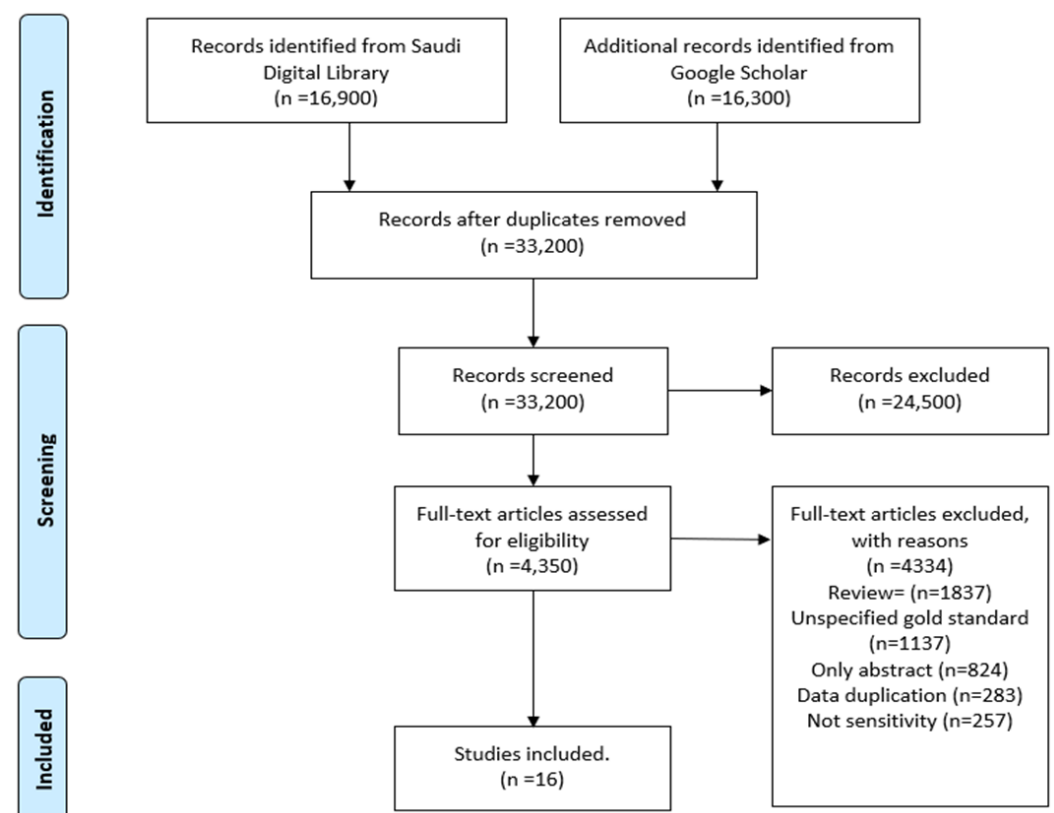 Identification
Records identified from Saudi
Digital Library
(n =16,900)
Additional records identified from
Google Scholar
(n =16,300)
Records after duplicates removed
(n =33,200)
Screening
Records screened
(n =33,200)
Records excluded
(n =24,500)
Full-text articles assessed
for eligibility
(n =4,350)
Full-text articles excluded,
with reasons
(n =4334)
Review= (n=1837)
Unspecified gold standard
(n=1137)
Only abstract (n=824)
Data duplication (n=283)
Not sensitivity (n=257)
Included
Studies included.
(n =16)